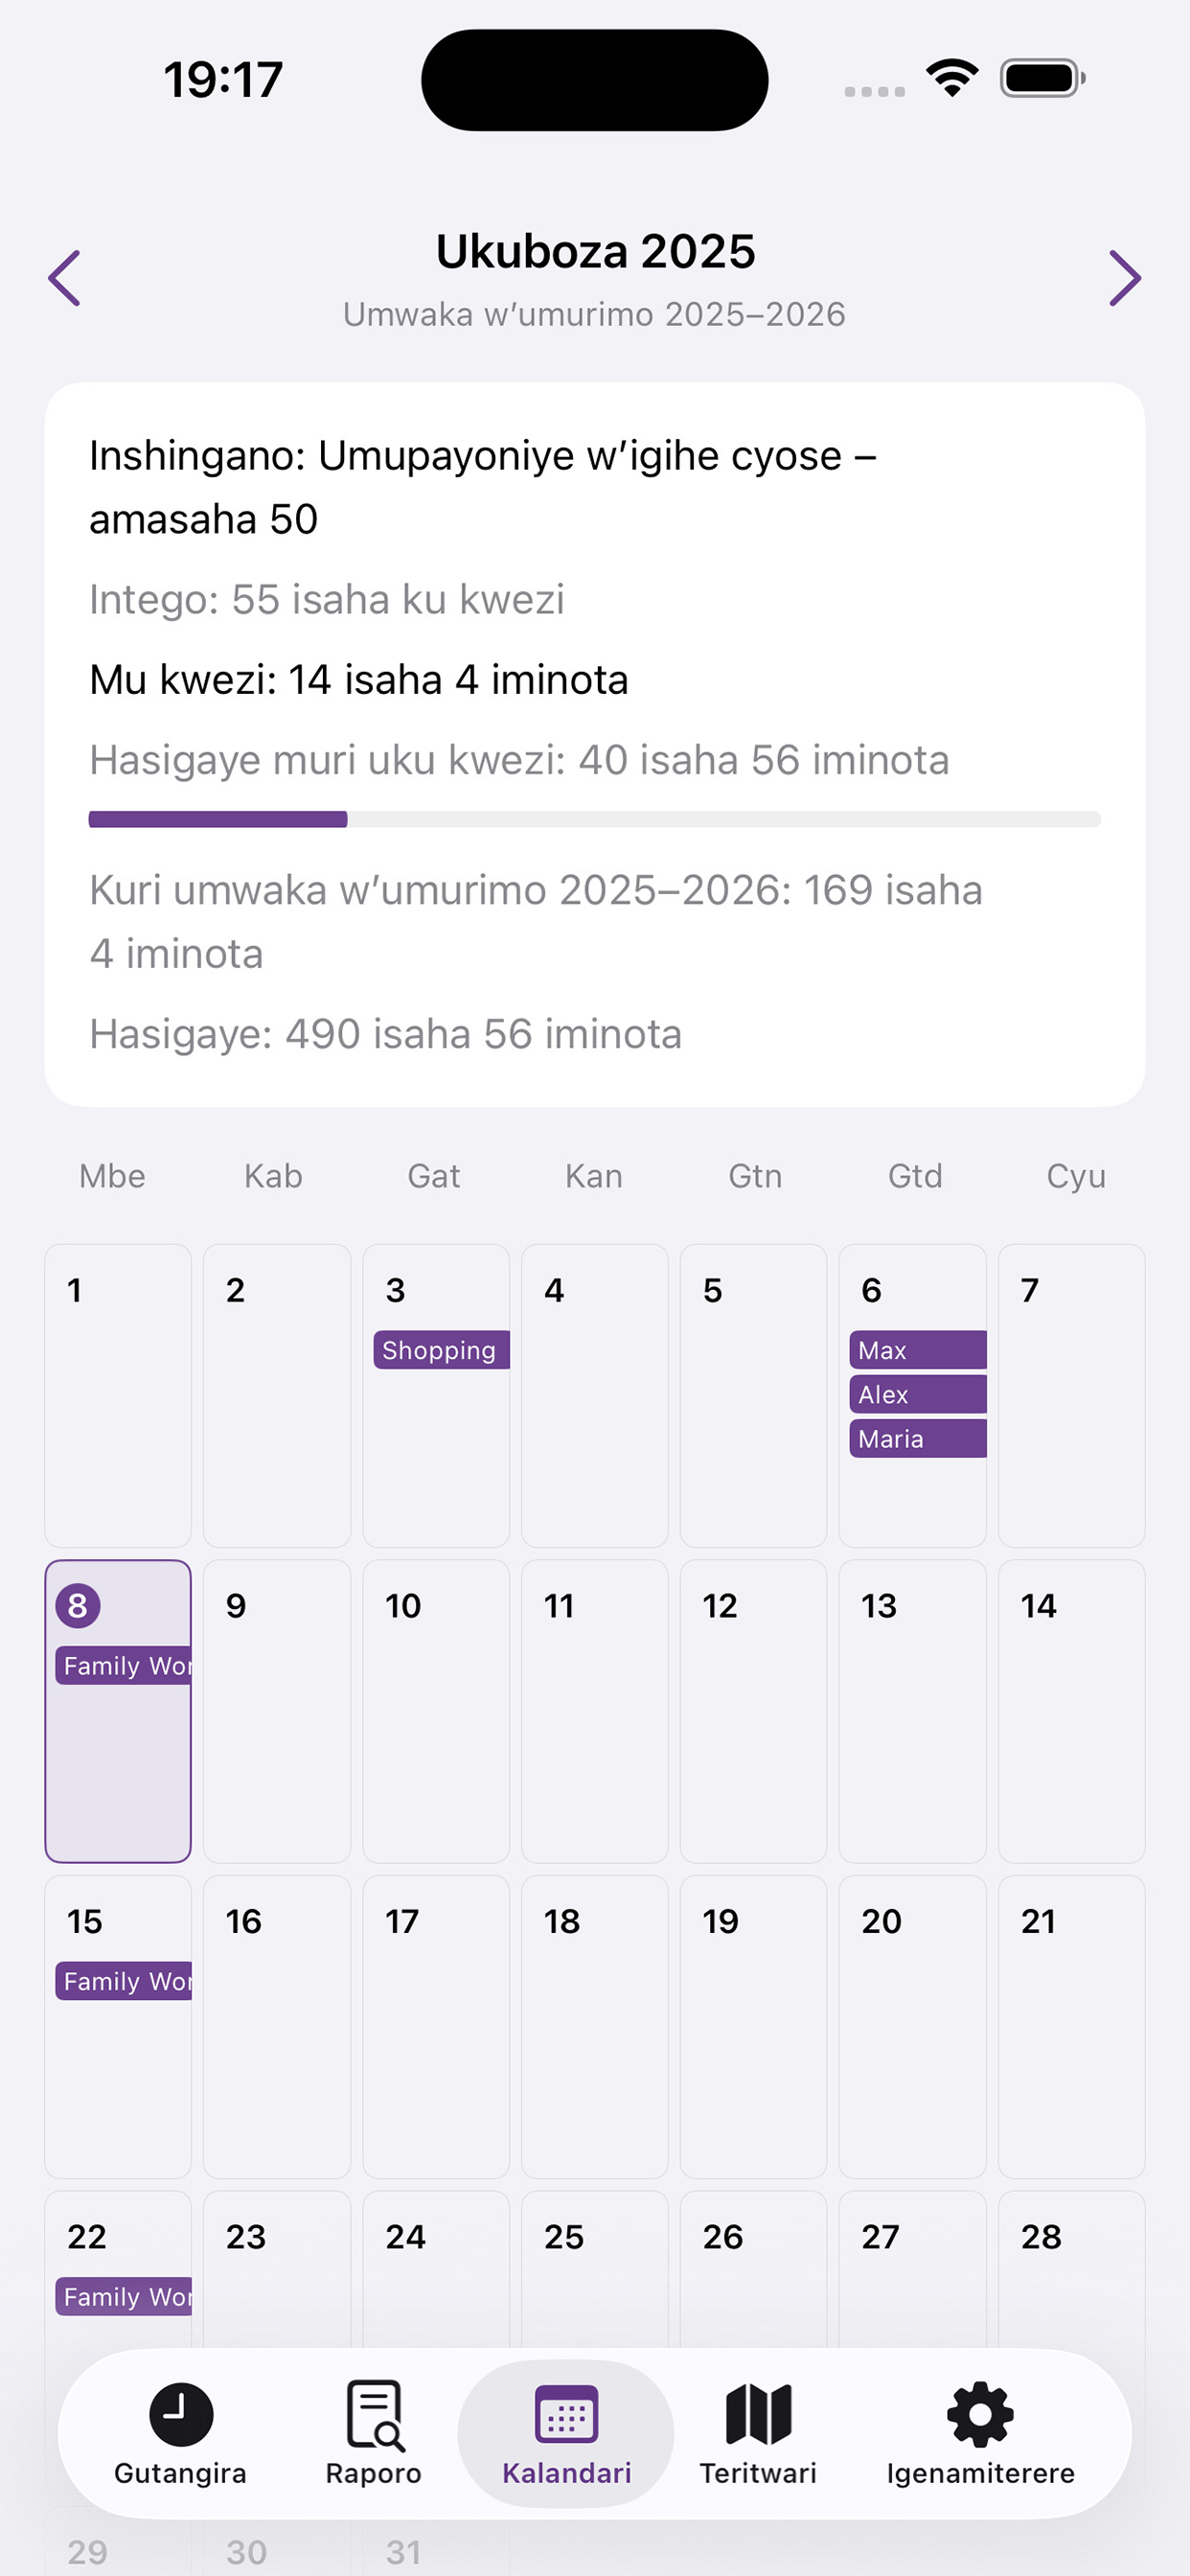 19:17
Ukuboza 2025
Umwaka w’umurimo 2025–2026
Inshingano: Umupayoniye w’igihe cyose –
amasaha 50
Intego: 55 isaha ku kwezi
Mu kwezi: 14 isaha 4 iminota
Hasigaye muri uku kwezi: 40 isaha 56 iminota
Kuri umwaka w’umurimo 2025–2026: 169 isaha
4 iminota
Hasigaye: 490 isaha 56 iminota
Mbe Kab Gat Kan Gtn Gtd Cyu
1 2 3 4 5 6 7
Shopping Max
Alex
Maria
8 9 10 11 12 13 14
Family Wor
15 16 17 18 19 20 21
Family Wor
22 23 24 25 26 27 28
Family Wor
Gutangira Raporo Kalandari Teritwari Igenamiterere
29 30 31